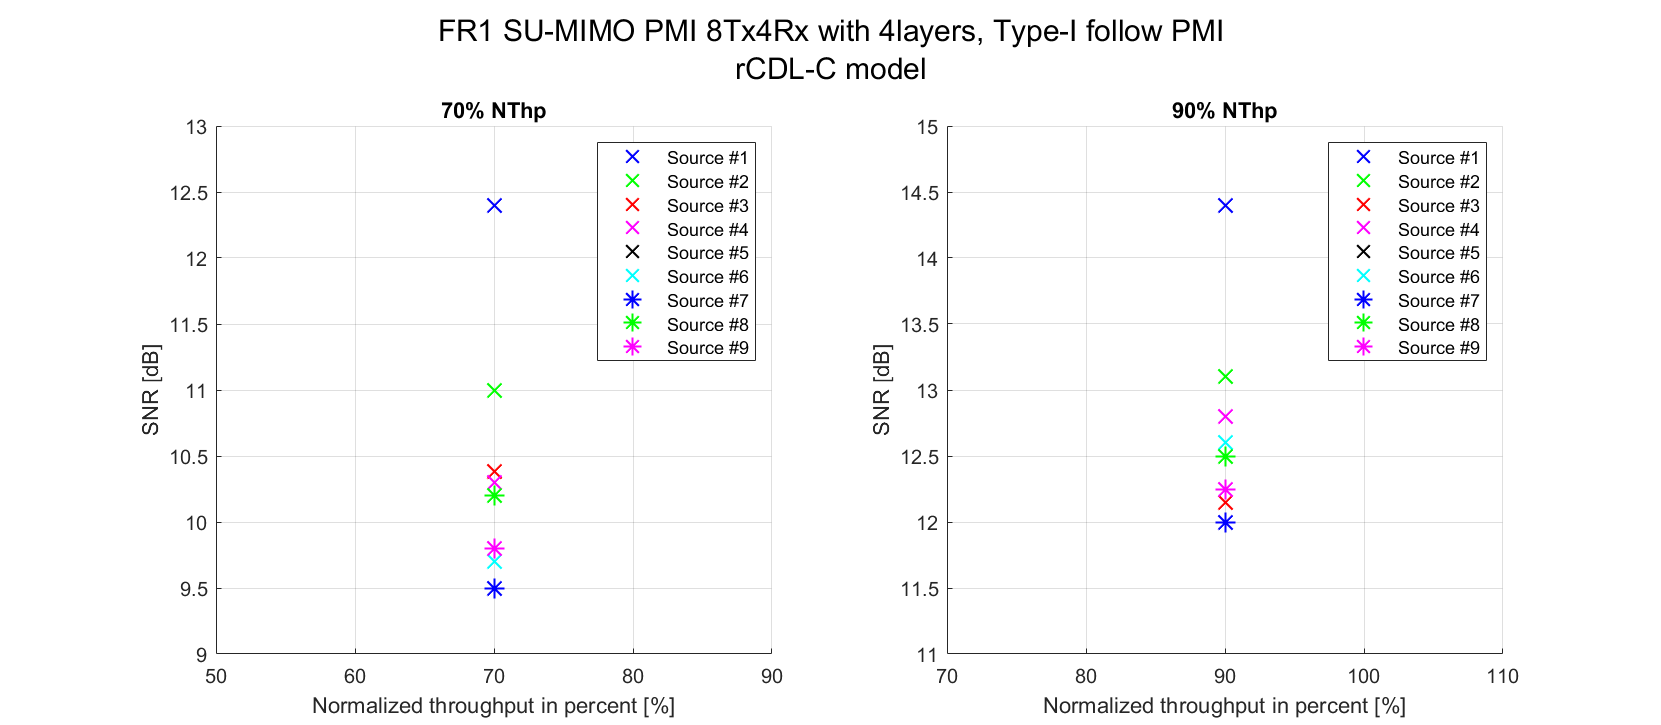 FR1 SU-MIMO PMI 8Tx4Rx with 4layers, Type-I follow PMI
rCDL-C model
70% NThp
13
12.5
12
11.5
11
10.5
10
9.5
9
50
60
70
80
90
SNR [dB]
Normalized throughput in percent [%]
Source #1
Source #2
Source #3
Source #4
Source #5
Source #6
Source #7
Source #8
Source #9
90% NThp
15
14.5
14
13.5
13
12.5
12
11.5
11
70
80
90
100
110
SNR [dB]
Normalized throughput in percent [%]
Source #1
Source #2
Source #3
Source #4
Source #5
Source #6
Source #7
Source #8
Source #9